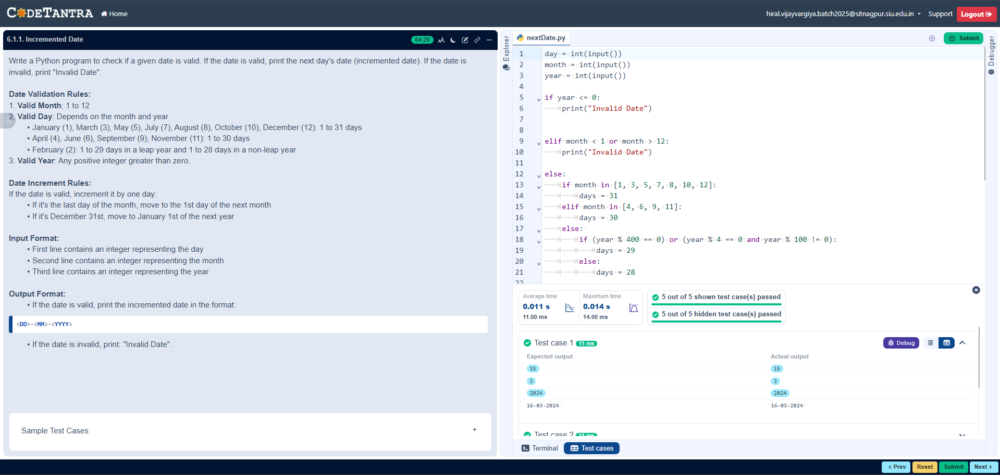 CODETANTRA
Home
hiral.vijayvargiya.batch2025@sitnagpur.siu.edu.in
Support
Logout
6.1.1. Incremented Date
04:20
Write a Python program to check if a given date is valid. If the date is valid, print the next day's date (incremented date). If the date is
invalid, print "Invalid Date".
Date Validation Rules:
1. Valid Month: 1 to 12
2. Valid Day: Depends on the month and year
• January (1), March (3), May (5), July (7), August (8), October (10), December (12): 1 to 31 days
• April (4), June (6), September (9), November (11): 1 to 30 days
• February (2): 1 to 29 days in a leap year and 1 to 28 days in a non-leap year
3. Valid Year: Any positive integer greater than zero.
Date Increment Rules:
If the date is valid, increment it by one day:
• If it's the last day of the month, move to the 1st day of the next month
• If it's December 31st, move to January 1st of the next year
Input Format:
• First line contains an integer representing the day
• Second line contains an integer representing the month
• Third line contains an integer representing the year
Output Format:
• If the date is valid, print the incremented date in the format:
<DD>-<MM>-<YYYY>
• If the date is invalid, print: "Invalid Date".
Sample Test Cases
+
Explorer
nextDate.py
Submit
Debugger
1 day = int(input())
2 month = int(input())
3 year = int(input())
4
5 if year <= 0:
6 print("Invalid Date")
7
8
9 elif month < 1 or month > 12:
10 print("Invalid Date")
11
12 else:
13 if month in [1, 3, 5, 7, 8, 10, 12]:
14 days = 31
15 elif month in [4, 6, 9, 11]:
16 days = 30
17 else:
18 if (year % 400 == 0) or (year % 4 == 0 and year % 100 != 0):
19 days = 29
20 else:
21 days = 28
22
Average time
0.011 s
11.00 ms
Maximum time
0.014 s
14.00 ms
5 out of 5 shown test case(s) passed
5 out of 5 hidden test case(s) passed
Test case 1 11 ms
Debug
Expected output Actual output
15 15
3 3
2024 2024
16-03-2024 16-03-2024
Test case 2 11 ms
Terminal
Test cases
< Prev
Reset
Submit
Next >